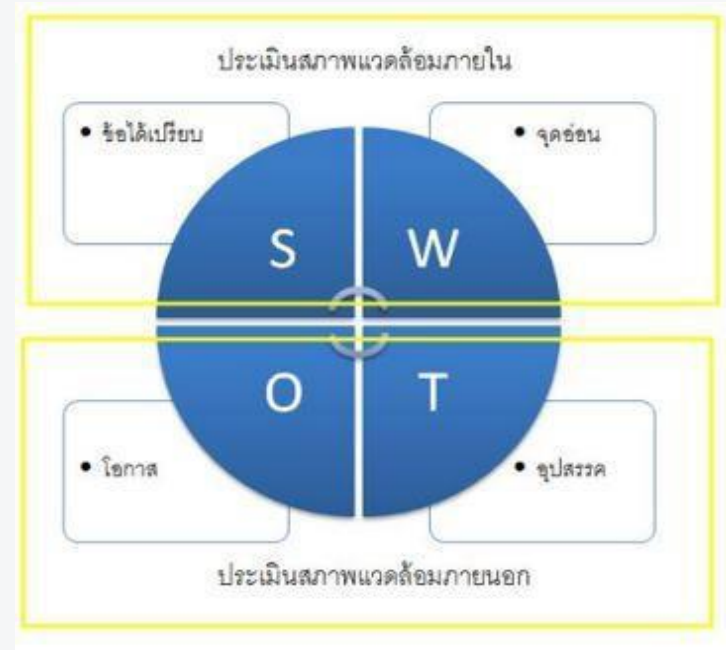 ประเมินสภาพแวดล้อมภายใน
• ข้อได้เปรียบ
• จุดอ่อน
S
W
O
T
• โอกาส
• อุปสรรค
ประเมินสภาพแวดล้อมภายนอก